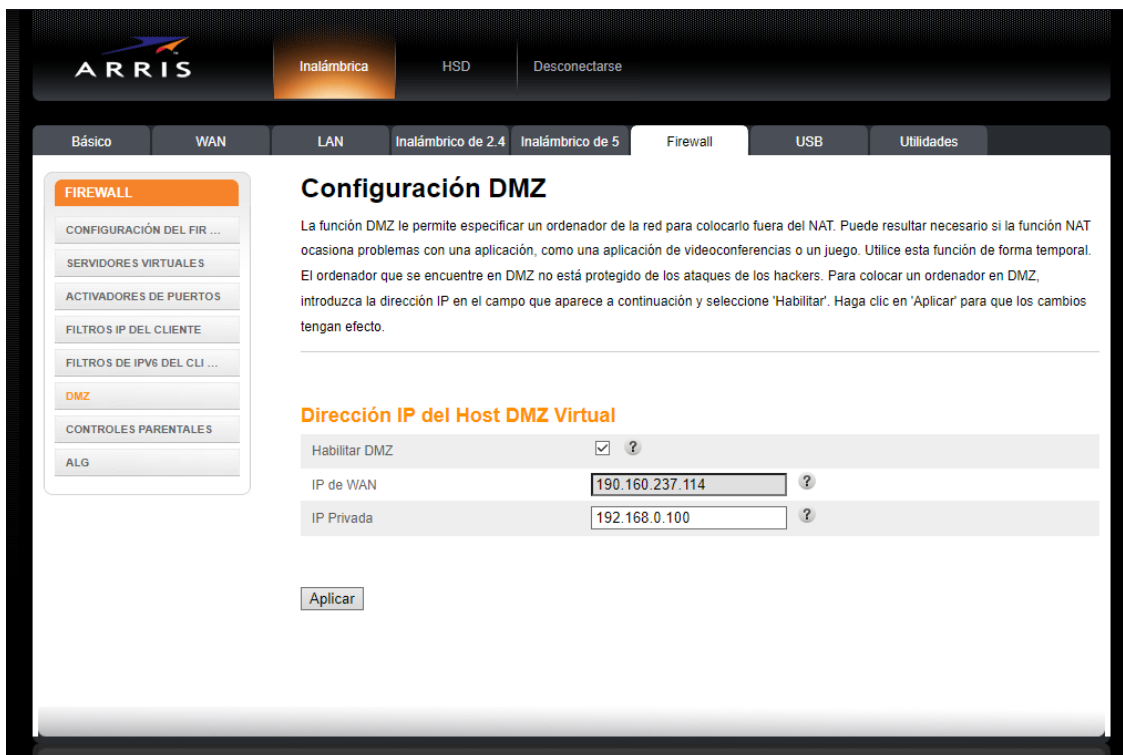 ARRIS
Inalámbrica HSD Desconectarse
Básico WAN LAN Inalámbrico de 2.4 Inalámbrico de 5 Firewall USB Utilidades
FIREWALL
CONFIGURACIÓN DEL FIR ...
SERVIDORES VIRTUALES
ACTIVADORES DE PUERTOS
FILTROS IP DEL CLIENTE
FILTROS DE IPV6 DEL CLI ...
DMZ
CONTROLES PARENTALES
ALG
Configuración DMZ
La función DMZ le permite especificar un ordenador de la red para colocarlo fuera del NAT. Puede resultar necesario si la función NAT
ocasiona problemas con una aplicación, como una aplicación de videoconferencias o un juego. Utilice esta función de forma temporal.
El ordenador que se encuentre en DMZ no está protegido de los ataques de los hackers. Para colocar un ordenador en DMZ,
introduzca la dirección IP en el campo que aparece a continuación y seleccione 'Habilitar'. Haga clic en 'Aplicar' para que los cambios
tengan efecto.
Dirección IP del Host DMZ Virtual
Habilitar DMZ ?
IP de WAN 190.160.237.114 ?
IP Privada 192.168.0.100 ?
Aplicar